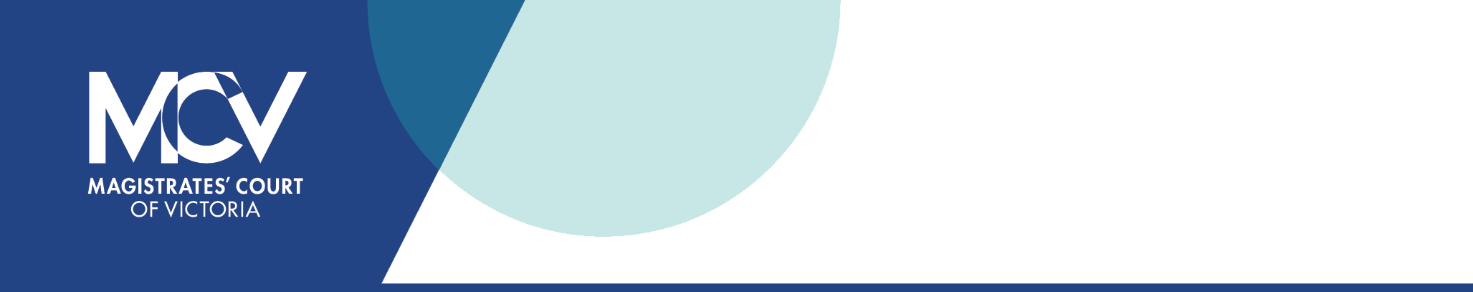 MCV
MAGISTRATES' COURT
OF VICTORIA